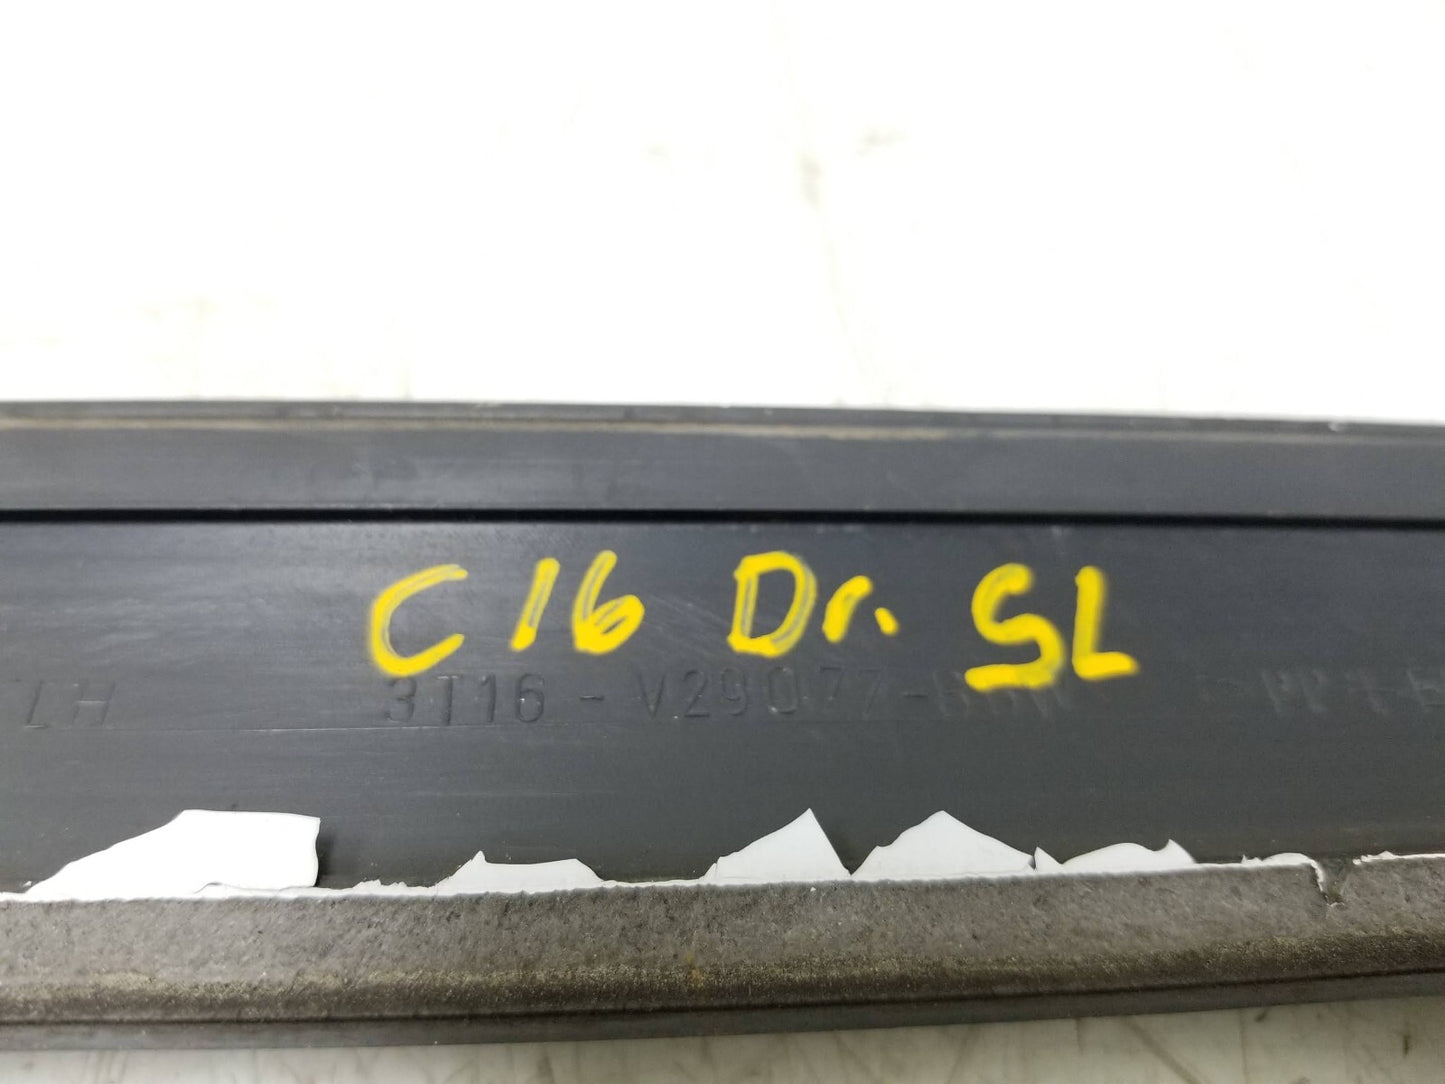 C16 Dr. SL
LH 3T16-V29077-